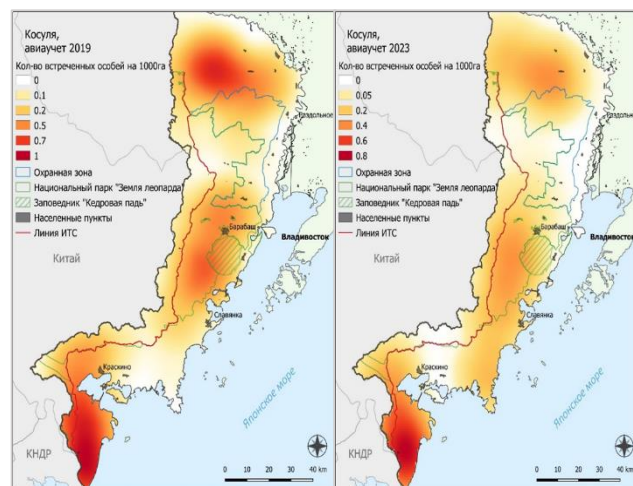 Косуля,
авиаучет 2019
Кол-во встреченных особей на 1000га
0
0.1
0.2
0.5
0.7
1
Охранная зона
Национальный парк "Земля леопарда"
Заповедник "Кедровая падь"
Населенные пункты
Линия ИТС
Китай
Раздольное
Барабаш
Владивосток
Славянка
Краскино
КНДР
Японское море
0 10 20 30 40 km
Косуля,
авиаучет 2023
Кол-во встреченных особей на 1000га
0
0.05
0.2
0.4
0.6
0.8
Охранная зона
Национальный парк "Земля леопарда"
Заповедник "Кедровая падь"
Населенные пункты
Линия ИТС
Китай
Раздольное
Барабаш
Владивосток
Славянка
Краскино
КНДР
Японское море
0 10 20 30 40 km